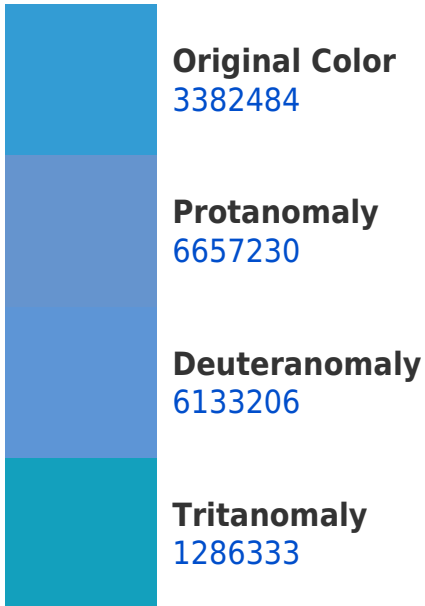 Original Color
3382484
Protanomaly
6657230
Deuteranomaly
6133206
Tritanomaly
1286333